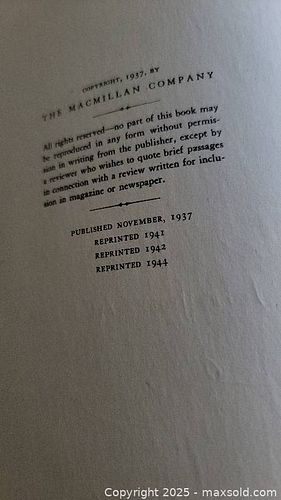 COPYRIGHT, 1937, BY
THE MACMILLAN COMPANY
All rights reserved—no part of this book may
be reproduced in any form without permis-
sion in writing from the publisher, except by
a reviewer who wishes to quote brief passages
in connection with a review written for inclu-
sion in magazine or newspaper.
PUBLISHED NOVEMBER, 1937
REPRINTED 1941
REPRINTED 1942
REPRINTED 1944
Copyright 2025 - maxsold.com